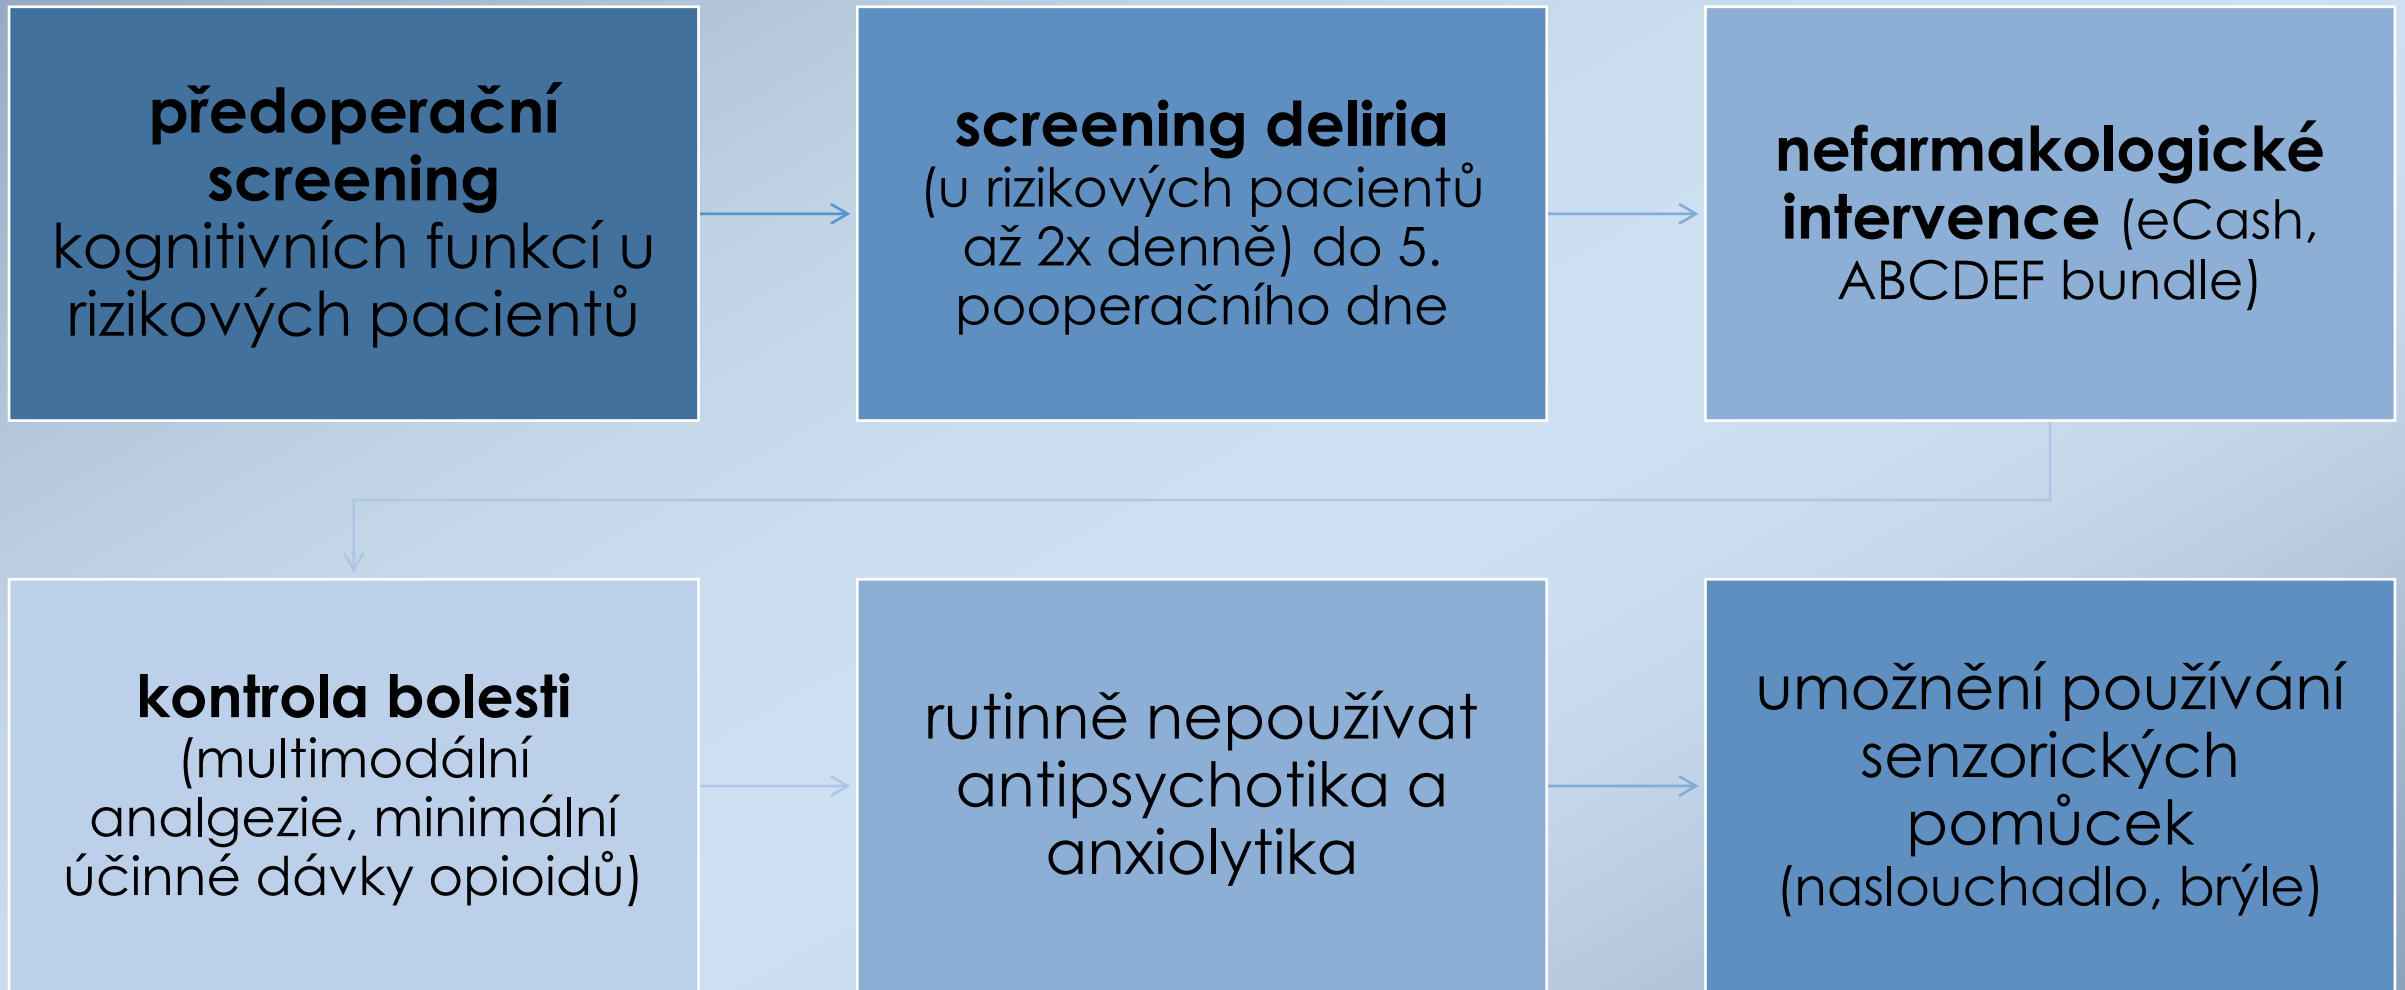 předoperační
screening
kognitivních funkcí u
rizikových pacientů
screening deliria
(u rizikových pacientů
až 2x denně) do 5.
pooperačního dne
nefarmakologické
intervence (eCash,
ABCDEF bundle)
kontrola bolesti
(multimodální
analgezie, minimální
účinné dávky opioidů)
rutinně nepoužívat
antipsychotika a
anxiolytika
umožnění používání
senzorických
pomůcek
(naslouchadlo, brýle)